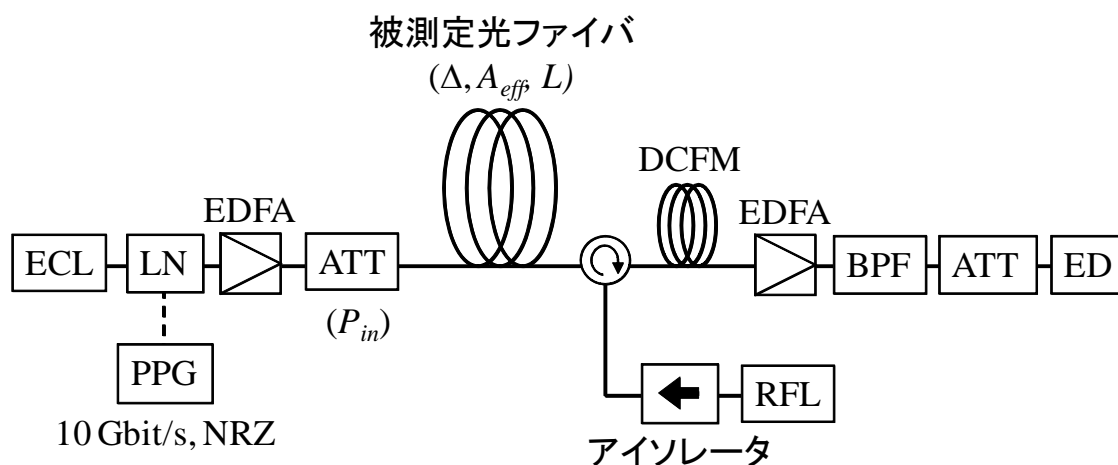 被測定光ファイバ
(Δ, A_eff, L)
DCFM
EDFA
EDFA
ECL
LN
ATT
BPF
ATT
ED
(P_in)
PPG
RFL
10 Gbit/s, NRZ
アイソレータ